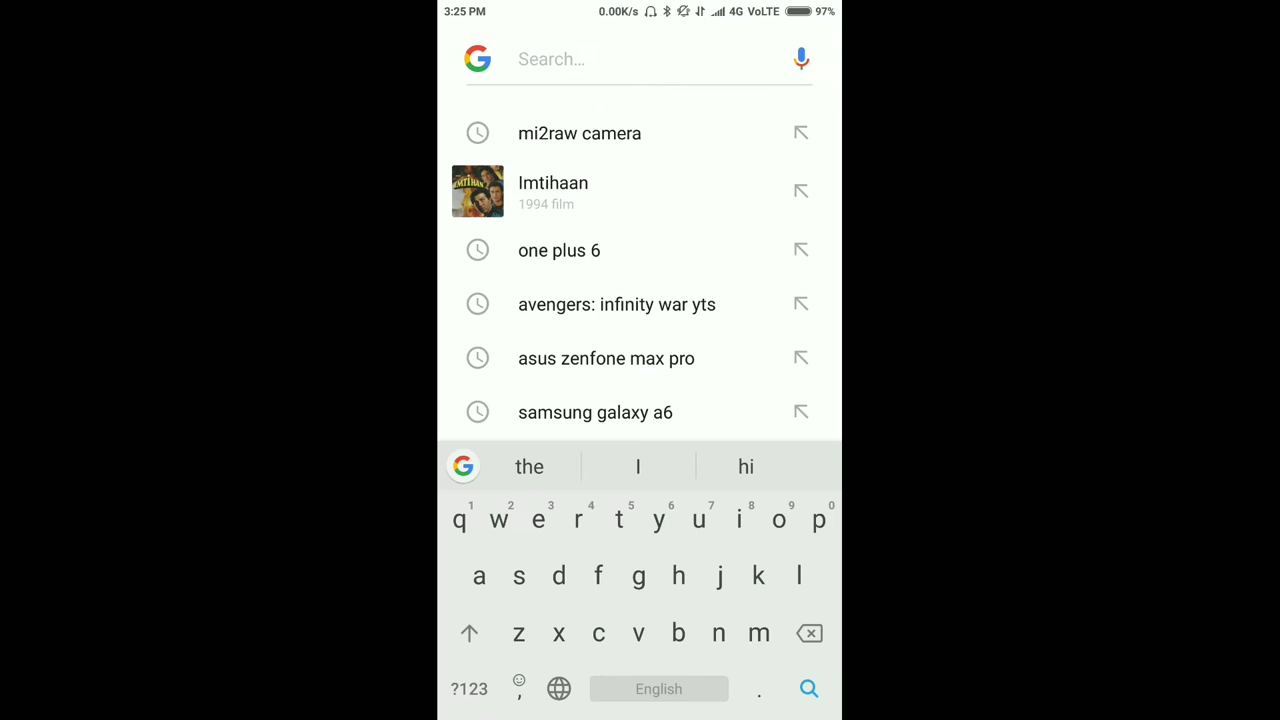 3:25 PM 0.00K/s 4G VoLTE 97%
Search...
mi2raw camera
IMTIHAN
Imtihaan
1994 film
one plus 6
avengers: infinity war yts
asus zenfone max pro
samsung galaxy a6
the I hi
1 2 3 4 5 6 7 8 9 0
q w e r t y u i o p
a s d f g h j k l
z x c v b n m
?123 , English .